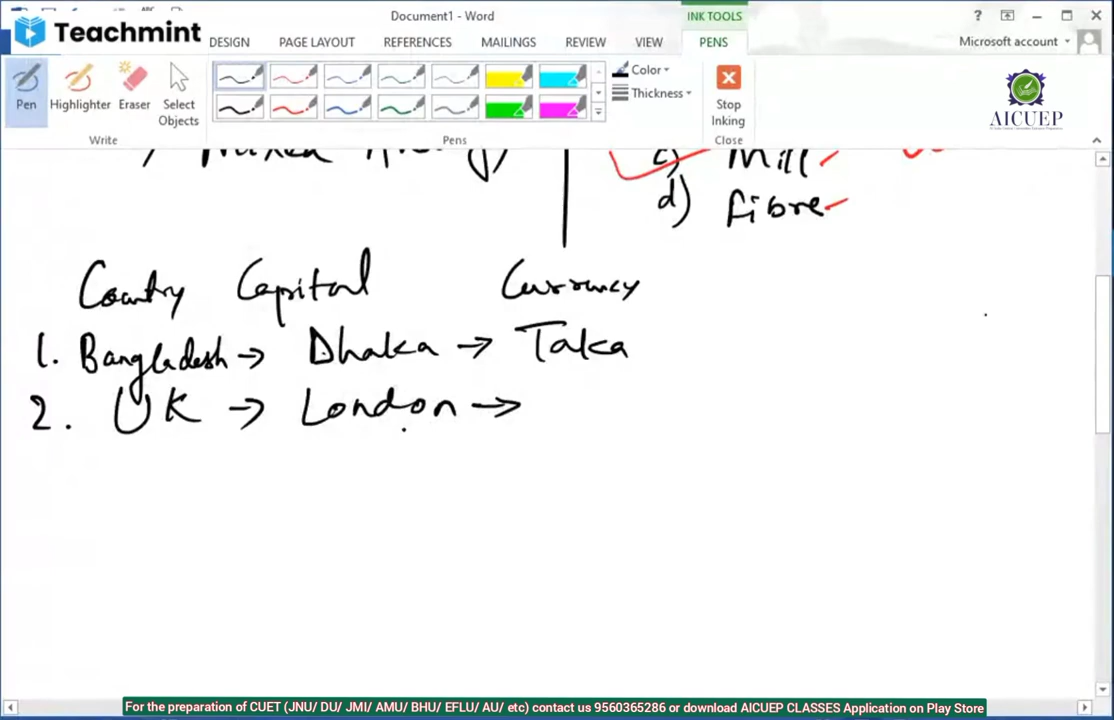 Document1 - Word
INK TOOLS
Teachmint
DESIGN PAGE LAYOUT REFERENCES MAILINGS REVIEW VIEW PENS
Microsoft account
Pen Highlighter Eraser Select Objects
Color
Thickness
Stop Inking
Write Pens Close
AICUEP
c) Mill
d) fibre
Country Capital Currency
1. Bangladesh → Dhaka → Taka
2. UK → London →
For the preparation of CUET (JNU/ DU/ JMI/ AMU/ BHU/ EFLU/ AU/ etc) contact us 9560365286 or download AICUEP CLASSES Application on Play Store